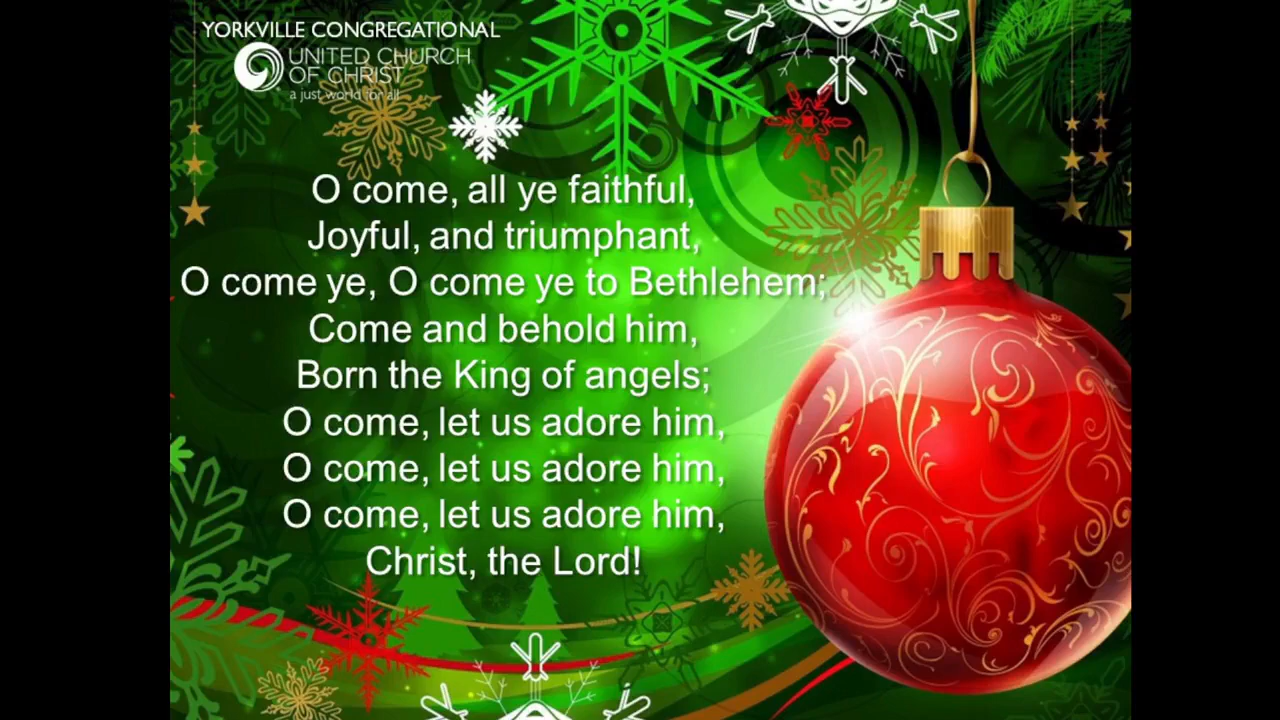 YORKVILLE CONGREGATIONAL
UNITED CHURCH
OF CHRIST
a just world for all
O come, all ye faithful,
Joyful, and triumphant,
O come ye, O come ye to Bethlehem;
Come and behold him,
Born the King of angels;
O come, let us adore him,
O come, let us adore him,
O come, let us adore him,
Christ, the Lord!